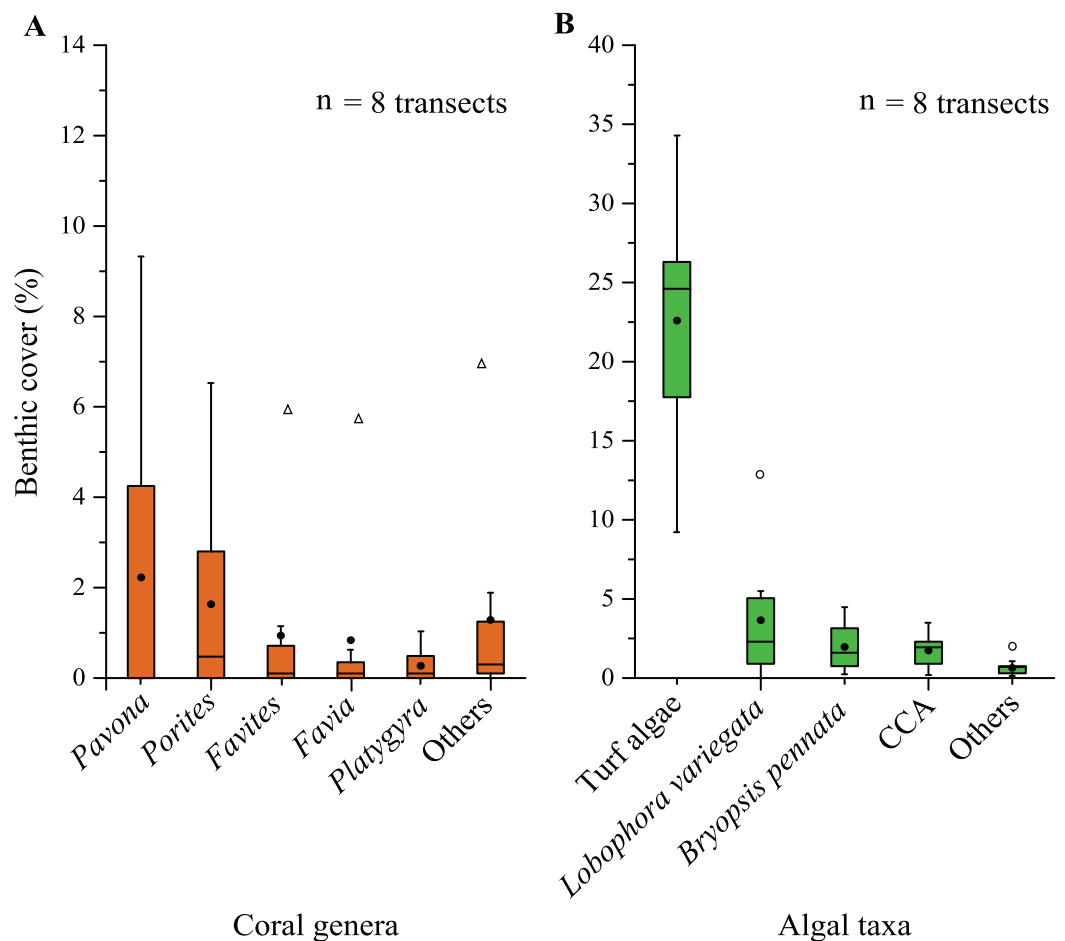 A
n = 8 transects
Benthic cover (%)
14
12
10
8
6
4
2
0
Pavona
Porites
Favites
Favia
Platygyra
Others
Coral genera
B
n = 8 transects
40
35
30
25
20
15
10
5
0
Turf algae
Lobophora variegata
Bryopsis pennata
CCA
Others
Algal taxa